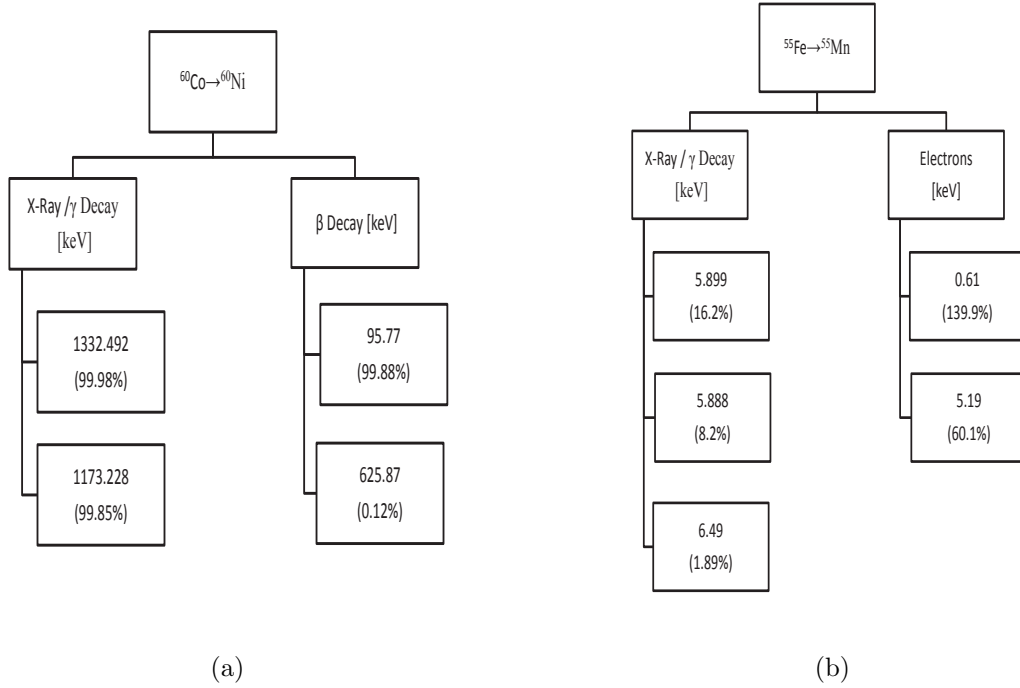 ⁶⁰Co→⁶⁰Ni
X-Ray /γ Decay
[keV]
β Decay [keV]
1332.492
(99.98%)
95.77
(99.88%)
1173.228
(99.85%)
625.87
(0.12%)
(a)
⁵⁵Fe→⁵⁵Mn
X-Ray / γ Decay
[keV]
Electrons
[keV]
5.899
(16.2%)
0.61
(139.9%)
5.888
(8.2%)
5.19
(60.1%)
6.49
(1.89%)
(b)